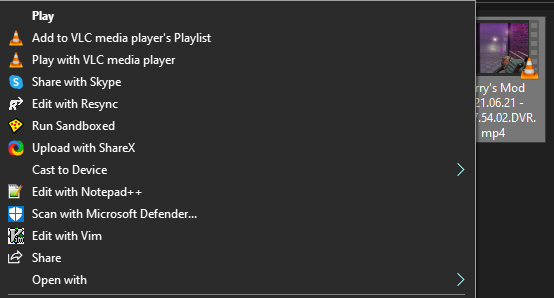 Play
Add to VLC media player's Playlist
Play with VLC media player
Share with Skype
Edit with Resync
Run Sandboxed
Upload with ShareX
Cast to Device
Edit with Notepad++
Scan with Microsoft Defender...
Edit with Vim
Share
Open with
rry's Mod
21.06.21 -
.54.02.DVR.
mp4